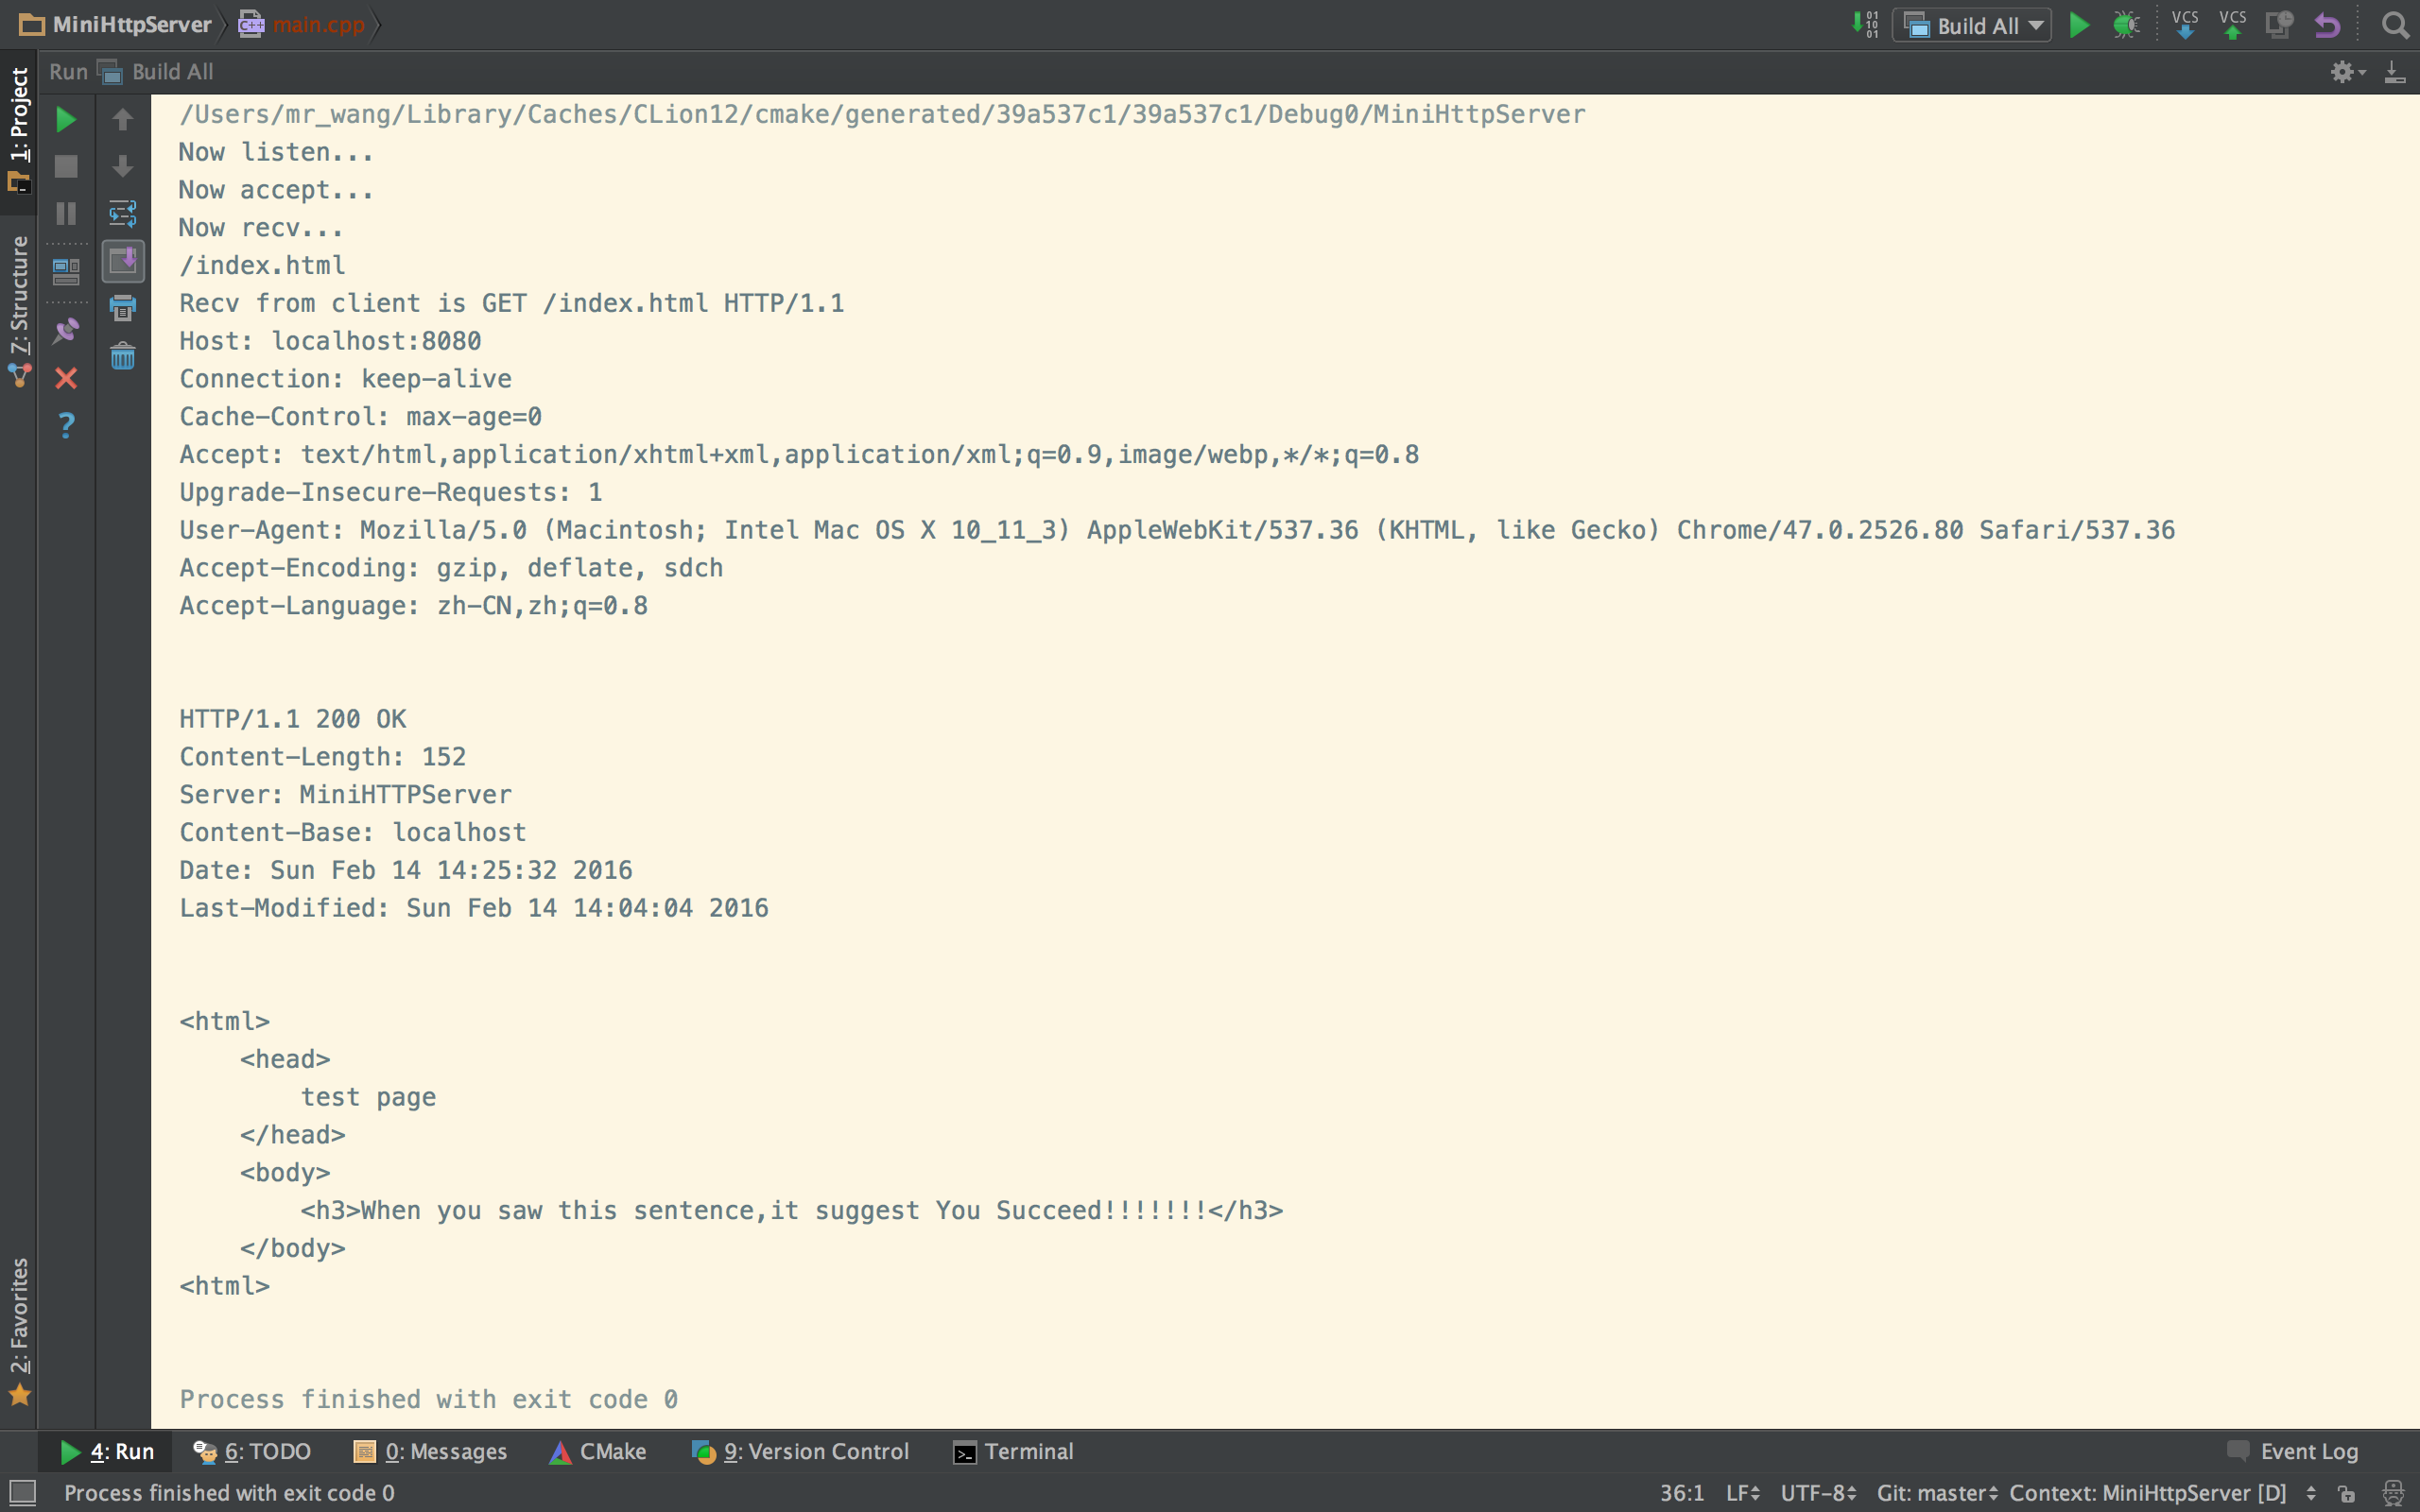 MiniHttpServer main.cpp Build All VCS VCS
Run Build All
1: Project
7: Structure
2: Favorites
/Users/mr_wang/Library/Caches/CLion12/cmake/generated/39a537c1/39a537c1/Debug0/MiniHttpServer
Now listen...
Now accept...
Now recv...
/index.html
Recv from client is GET /index.html HTTP/1.1
Host: localhost:8080
Connection: keep-alive
Cache-Control: max-age=0
Accept: text/html,application/xhtml+xml,application/xml;q=0.9,image/webp,*/*;q=0.8
Upgrade-Insecure-Requests: 1
User-Agent: Mozilla/5.0 (Macintosh; Intel Mac OS X 10_11_3) AppleWebKit/537.36 (KHTML, like Gecko) Chrome/47.0.2526.80 Safari/537.36
Accept-Encoding: gzip, deflate, sdch
Accept-Language: zh-CN,zh;q=0.8
HTTP/1.1 200 OK
Content-Length: 152
Server: MiniHTTPServer
Content-Base: localhost
Date: Sun Feb 14 14:25:32 2016
Last-Modified: Sun Feb 14 14:04:04 2016
<html>
    <head>
        test page
    </head>
    <body>
        <h3>When you saw this sentence,it suggest You Succeed!!!!!!!</h3>
    </body>
<html>
Process finished with exit code 0
4: Run 6: TODO 0: Messages CMake 9: Version Control Terminal Event Log
Process finished with exit code 0 36:1 LF UTF-8 Git: master Context: MiniHttpServer [D]